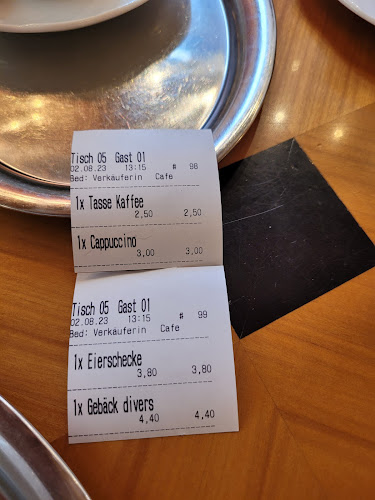 Tisch 05 Gast 01
02.08.23 13:15 # 98
Bed: Verkäuferin Cafe
1x Tasse Kaffee
2,50 2,50
1x Cappuccino
3,00 3,00
Tisch 05 Gast 01
02.08.23 13:15 # 99
Bed: Verkäuferin Cafe
1x Eierschecke
3,80 3,80
1x Gebäck divers
4,40 4,40